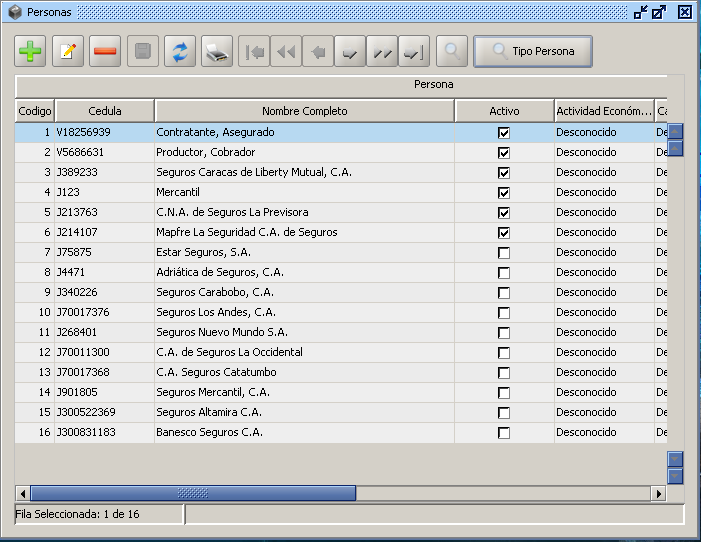 Personas
Tipo Persona
Persona
Codigo Cedula Nombre Completo Activo Actividad Económ... Ca
1 V18256939 Contratante, Asegurado Desconocido De
2 V5686631 Productor, Cobrador Desconocido De
3 J389233 Seguros Caracas de Liberty Mutual, C.A. Desconocido De
4 J123 Mercantil Desconocido De
5 J213763 C.N.A. de Seguros La Previsora Desconocido De
6 J214107 Mapfre La Seguridad C.A. de Seguros Desconocido De
7 J75875 Estar Seguros, S.A. Desconocido De
8 J4471 Adriática de Seguros, C.A. Desconocido De
9 J340226 Seguros Carabobo, C.A. Desconocido De
10 J70017376 Seguros Los Andes, C.A. Desconocido De
11 J268401 Seguros Nuevo Mundo S.A. Desconocido De
12 J70011300 C.A. de Seguros La Occidental Desconocido De
13 J70017368 C.A. Seguros Catatumbo Desconocido De
14 J901805 Seguros Mercantil, C.A. Desconocido De
15 J300522369 Seguros Altamira C.A. Desconocido De
16 J300831183 Banesco Seguros C.A. Desconocido De
Fila Seleccionada: 1 de 16